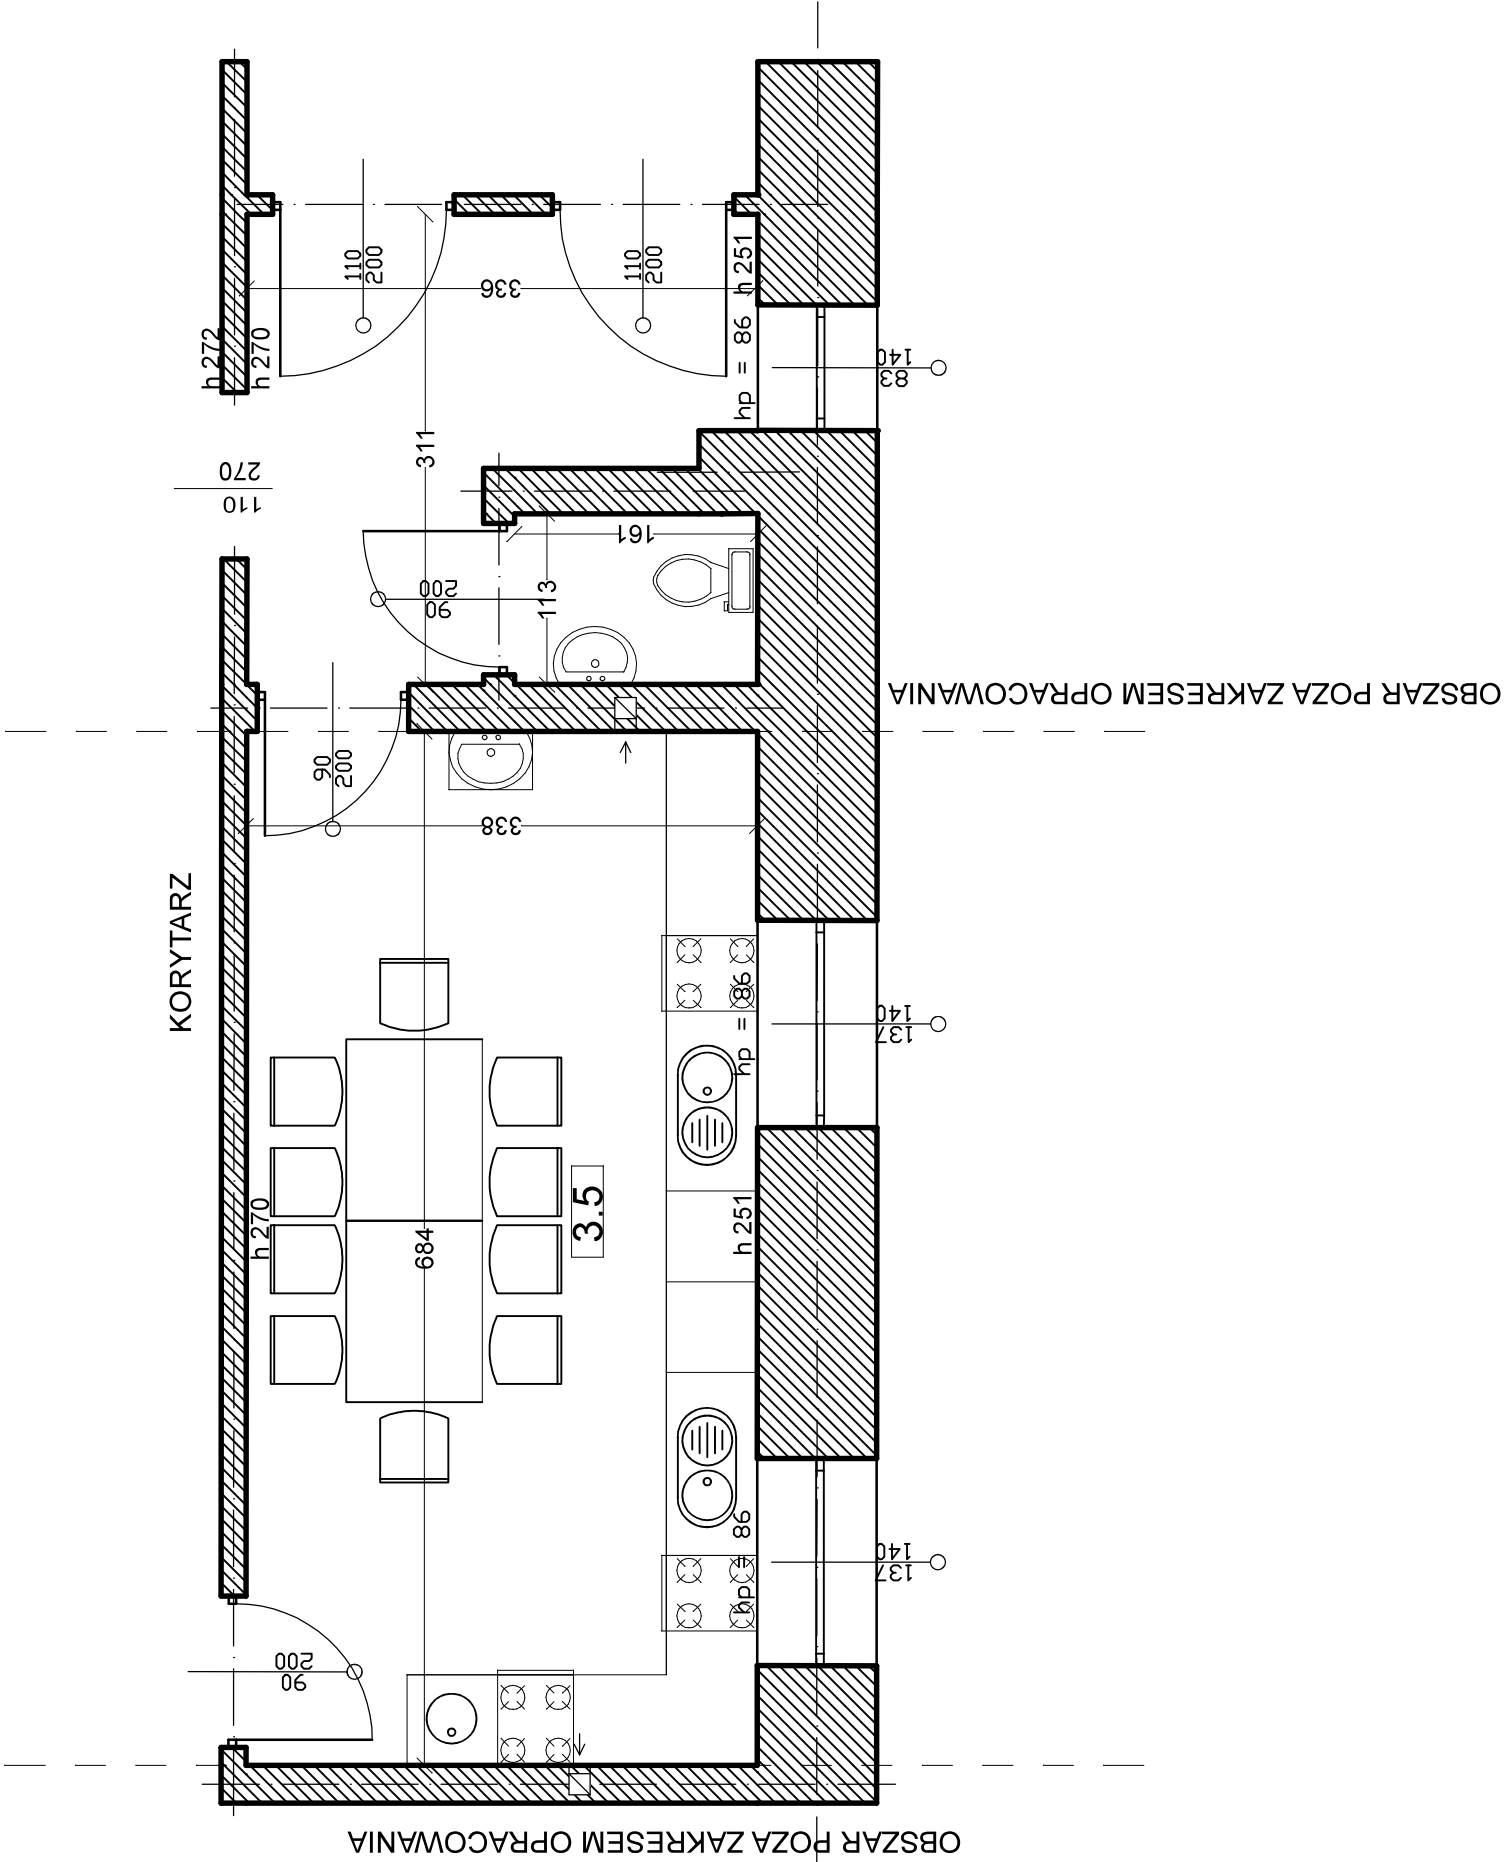 110
200
110
200
336
h 251
h 272
h 270
hp = 86
140
83
311
270
110
161
200
90
113
OBSZAR POZA ZAKRESEM OPRACOWANIA
90
200
338
KORYTARZ
hp = 86
140
137
3.5
h 270
684
h 251
hp = 86
140
137
200
90
OBSZAR POZA ZAKRESEM OPRACOWANIA